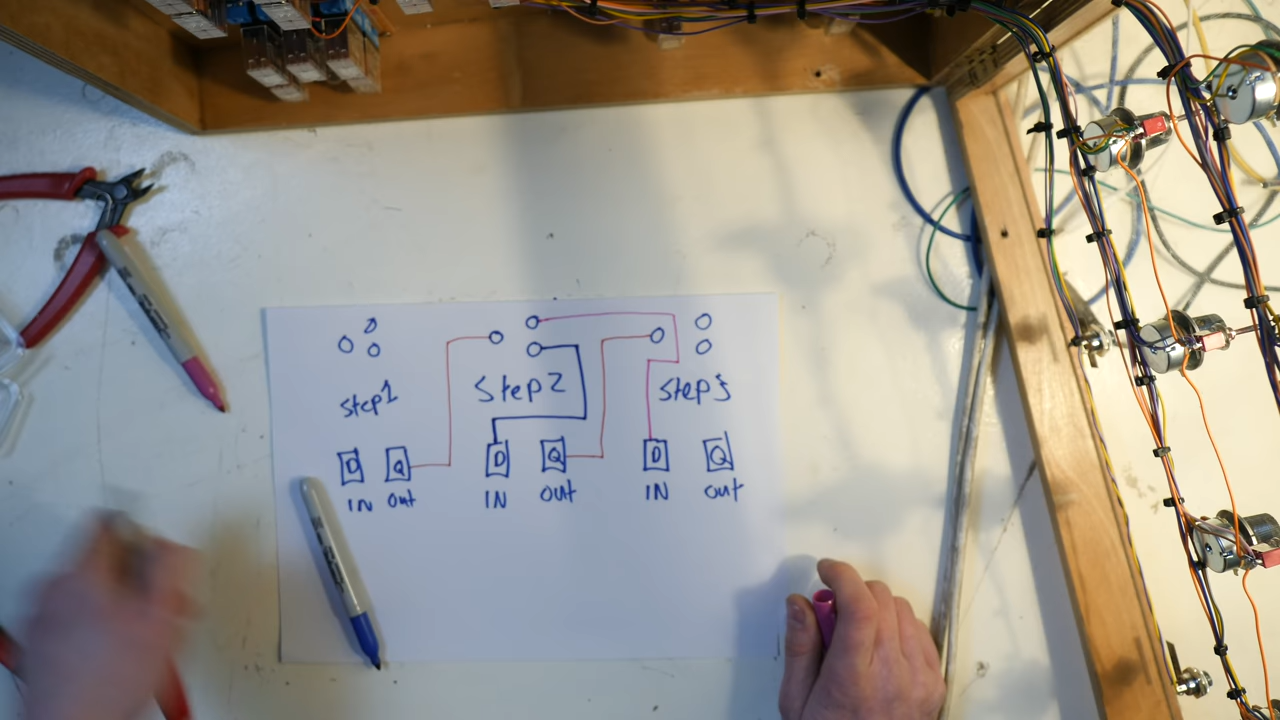 step1 Step2 Step3
D Q D Q D Q
IN Out IN Out IN Out